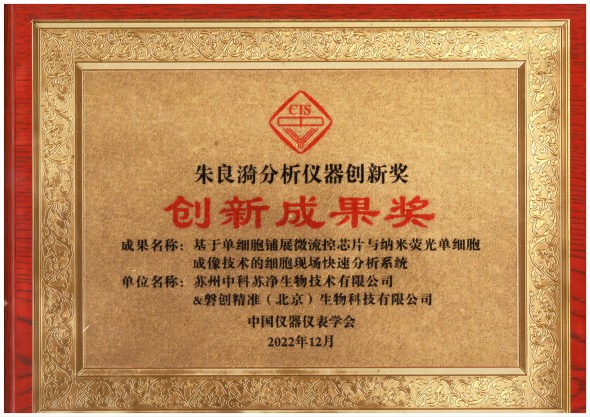 CIS
朱良漪分析仪器创新奖
创新成果奖
成果名称：基于单细胞铺展微流控芯片与纳米荧光单细胞
成像技术的细胞现场快速分析系统
单位名称：苏州中科苏净生物技术有限公司
&磐创精准（北京）生物科技有限公司
中国仪器仪表学会
2022年12月